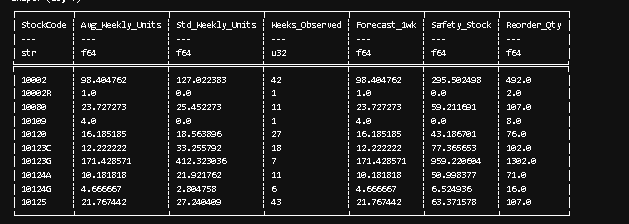 StockCode Avg_Weekly_Units Std_Weekly_Units Weeks_Observed Forecast_1wk Safety_Stock Reorder_Qty
--- --- --- --- --- --- ---
str f64 f64 u32 f64 f64 f64
10002 98.404762 127.022383 42 98.404762 295.502498 492.0
10002R 1.0 0.0 1 1.0 0.0 2.0
10080 23.727273 25.452273 11 23.727273 59.211691 107.0
10109 4.0 0.0 1 4.0 0.0 8.0
10120 16.185185 18.563896 27 16.185185 43.186701 76.0
10123C 12.222222 33.255792 18 12.222222 77.365653 102.0
10123G 171.428571 412.323036 7 171.428571 959.220604 1302.0
10124A 10.181818 21.921762 11 10.181818 50.998377 71.0
10124G 4.666667 2.804758 6 4.666667 6.524936 16.0
10125 21.767442 27.240409 43 21.767442 63.371578 107.0